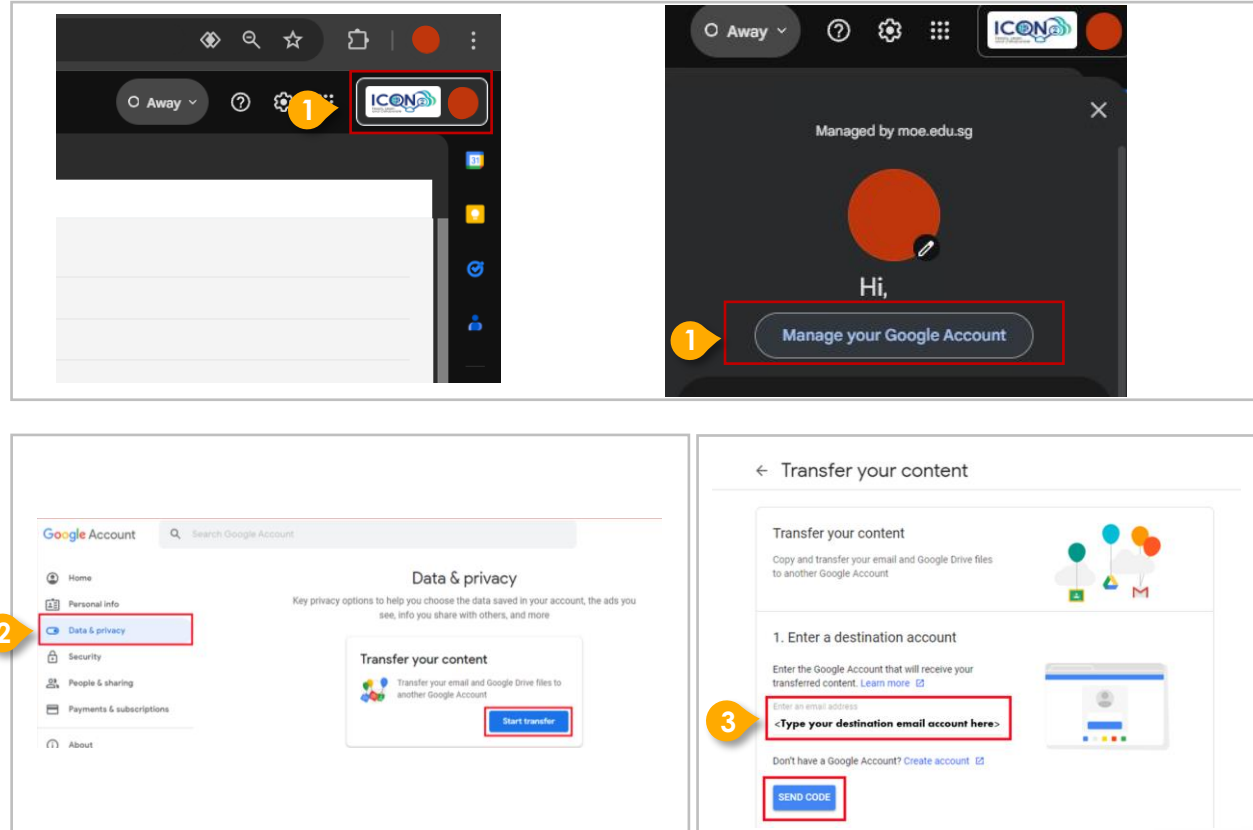 Away
1
ICON
31
Away
ICON
Managed by moe.edu.sg
Hi,
1
Manage your Google Account
Google Account
Search Google Account
Home
Personal info
2
Data & privacy
Security
People & sharing
Payments & subscriptions
About
Data & privacy
Key privacy options to help you choose the data saved in your account, the ads you
see, info you share with others, and more
Transfer your content
Transfer your email and Google Drive files to
another Google Account
Start transfer
Transfer your content
Transfer your content
Copy and transfer your email and Google Drive files
to another Google Account
1. Enter a destination account
Enter the Google Account that will receive your
transferred content. Learn more
Enter an email address
3
<Type your destination email account here>
Don't have a Google Account? Create account
SEND CODE